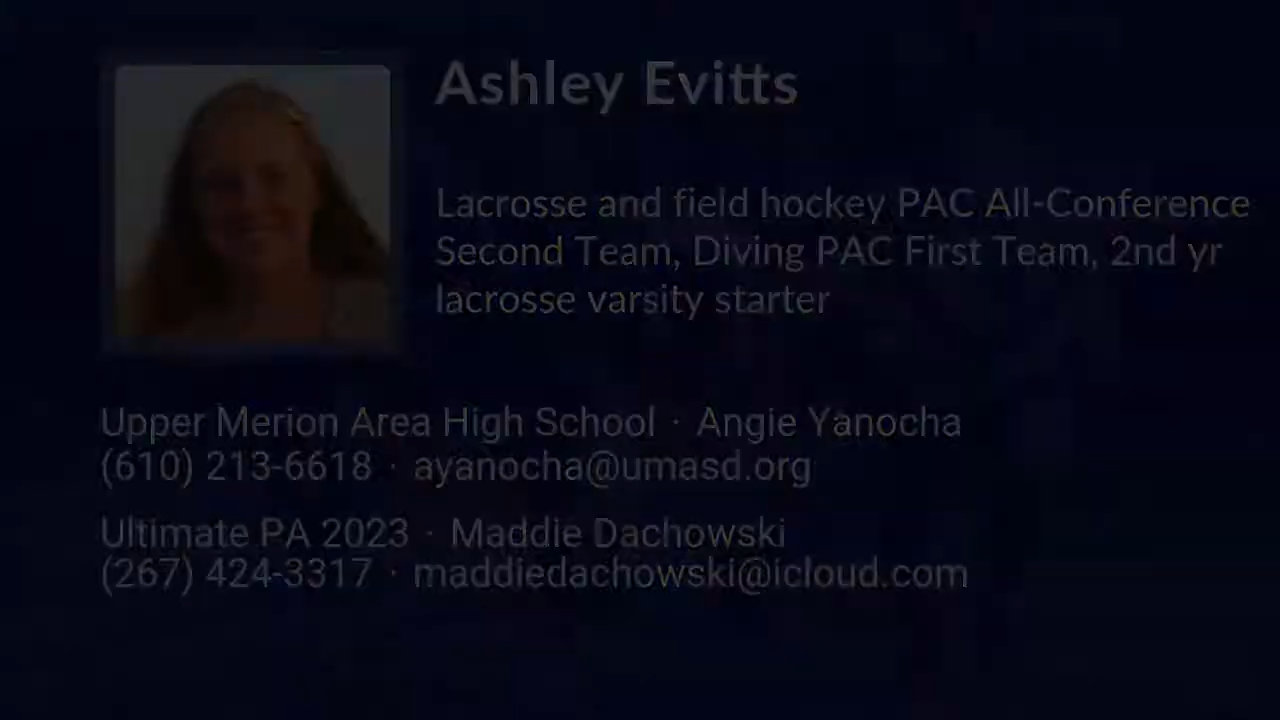 Ashley Evitts
Lacrosse and field hockey PAC All-Conference
Second Team, Diving PAC First Team, 2nd yr
lacrosse varsity starter
Upper Merion Area High School · Angie Yanocha
(610) 213-6618 · ayanocha@umasd.org
Ultimate PA 2023 · Maddie Dachowski
(267) 424-3317 · maddiedachowski@icloud.com